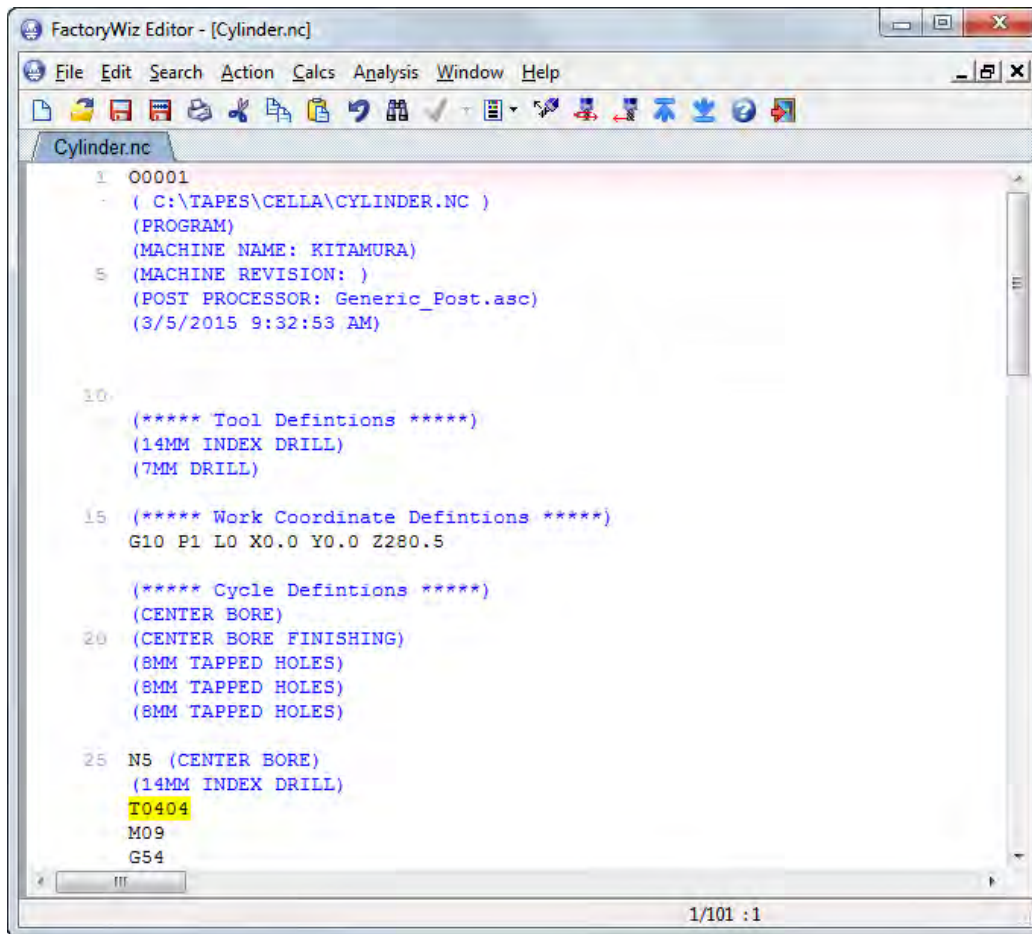 FactoryWiz Editor - [Cylinder.nc]
File Edit Search Action Calcs Analysis Window Help
Cylinder.nc
1 O0001
( C:\TAPES\CELLA\CYLINDER.NC )
(PROGRAM)
(MACHINE NAME: KITAMURA)
5 (MACHINE REVISION: )
(POST PROCESSOR: Generic_Post.asc)
(3/5/2015 9:32:53 AM)
10
(***** Tool Defintions *****)
(14MM INDEX DRILL)
(7MM DRILL)
15 (***** Work Coordinate Defintions *****)
G10 P1 L0 X0.0 Y0.0 Z280.5
(***** Cycle Defintions *****)
(CENTER BORE)
20 (CENTER BORE FINISHING)
(8MM TAPPED HOLES)
(8MM TAPPED HOLES)
(8MM TAPPED HOLES)
25 N5 (CENTER BORE)
(14MM INDEX DRILL)
T0404
M09
G54
1/101 :1